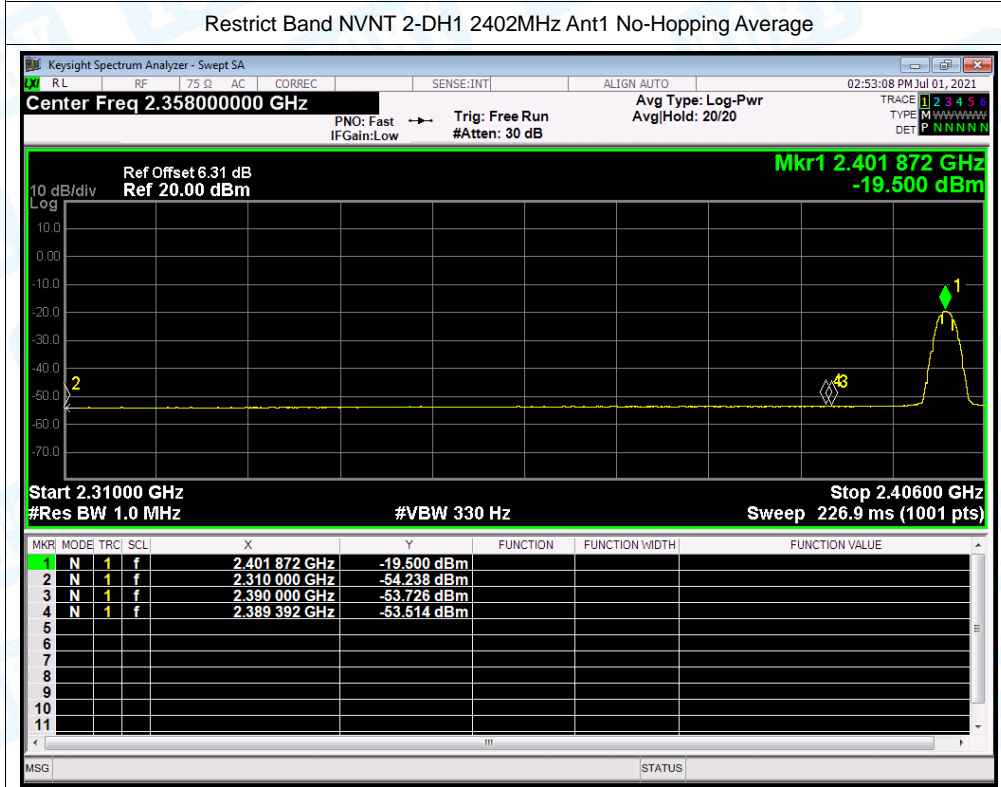 Restrict Band NVNT 2-DH1 2402MHz Ant1 No-Hopping Average
Keysight Spectrum Analyzer - Swept SA
LXI RL RF 75 Ω AC CORREC SENSE:INT ALIGN AUTO 02:53:08 PM Jul 01, 2021
Center Freq 2.358000000 GHz Avg Type: Log-Pwr TRACE 1 2 3 4 5 6
PNO: Fast Trig: Free Run Avg|Hold: 20/20 TYPE M WWWWW
IFGain:Low #Atten: 30 dB DET P N N N N N
Mkr1 2.401 872 GHz
Ref Offset 6.31 dB
10 dB/div Ref 20.00 dBm -19.500 dBm
Log
10.0
0.00
-10.0
1
-20.0
-30.0
-40.0
2 43
-50.0
-60.0
-70.0
Start 2.31000 GHz Stop 2.40600 GHz
#Res BW 1.0 MHz #VBW 330 Hz Sweep 226.9 ms (1001 pts)
MKR MODE TRC SCL X Y FUNCTION FUNCTION WIDTH FUNCTION VALUE
1 N 1 f 2.401 872 GHz -19.500 dBm
2 N 1 f 2.310 000 GHz -54.238 dBm
3 N 1 f 2.390 000 GHz -53.726 dBm
4 N 1 f 2.389 392 GHz -53.514 dBm
5
6
7
8
9
10
11
MSG STATUS